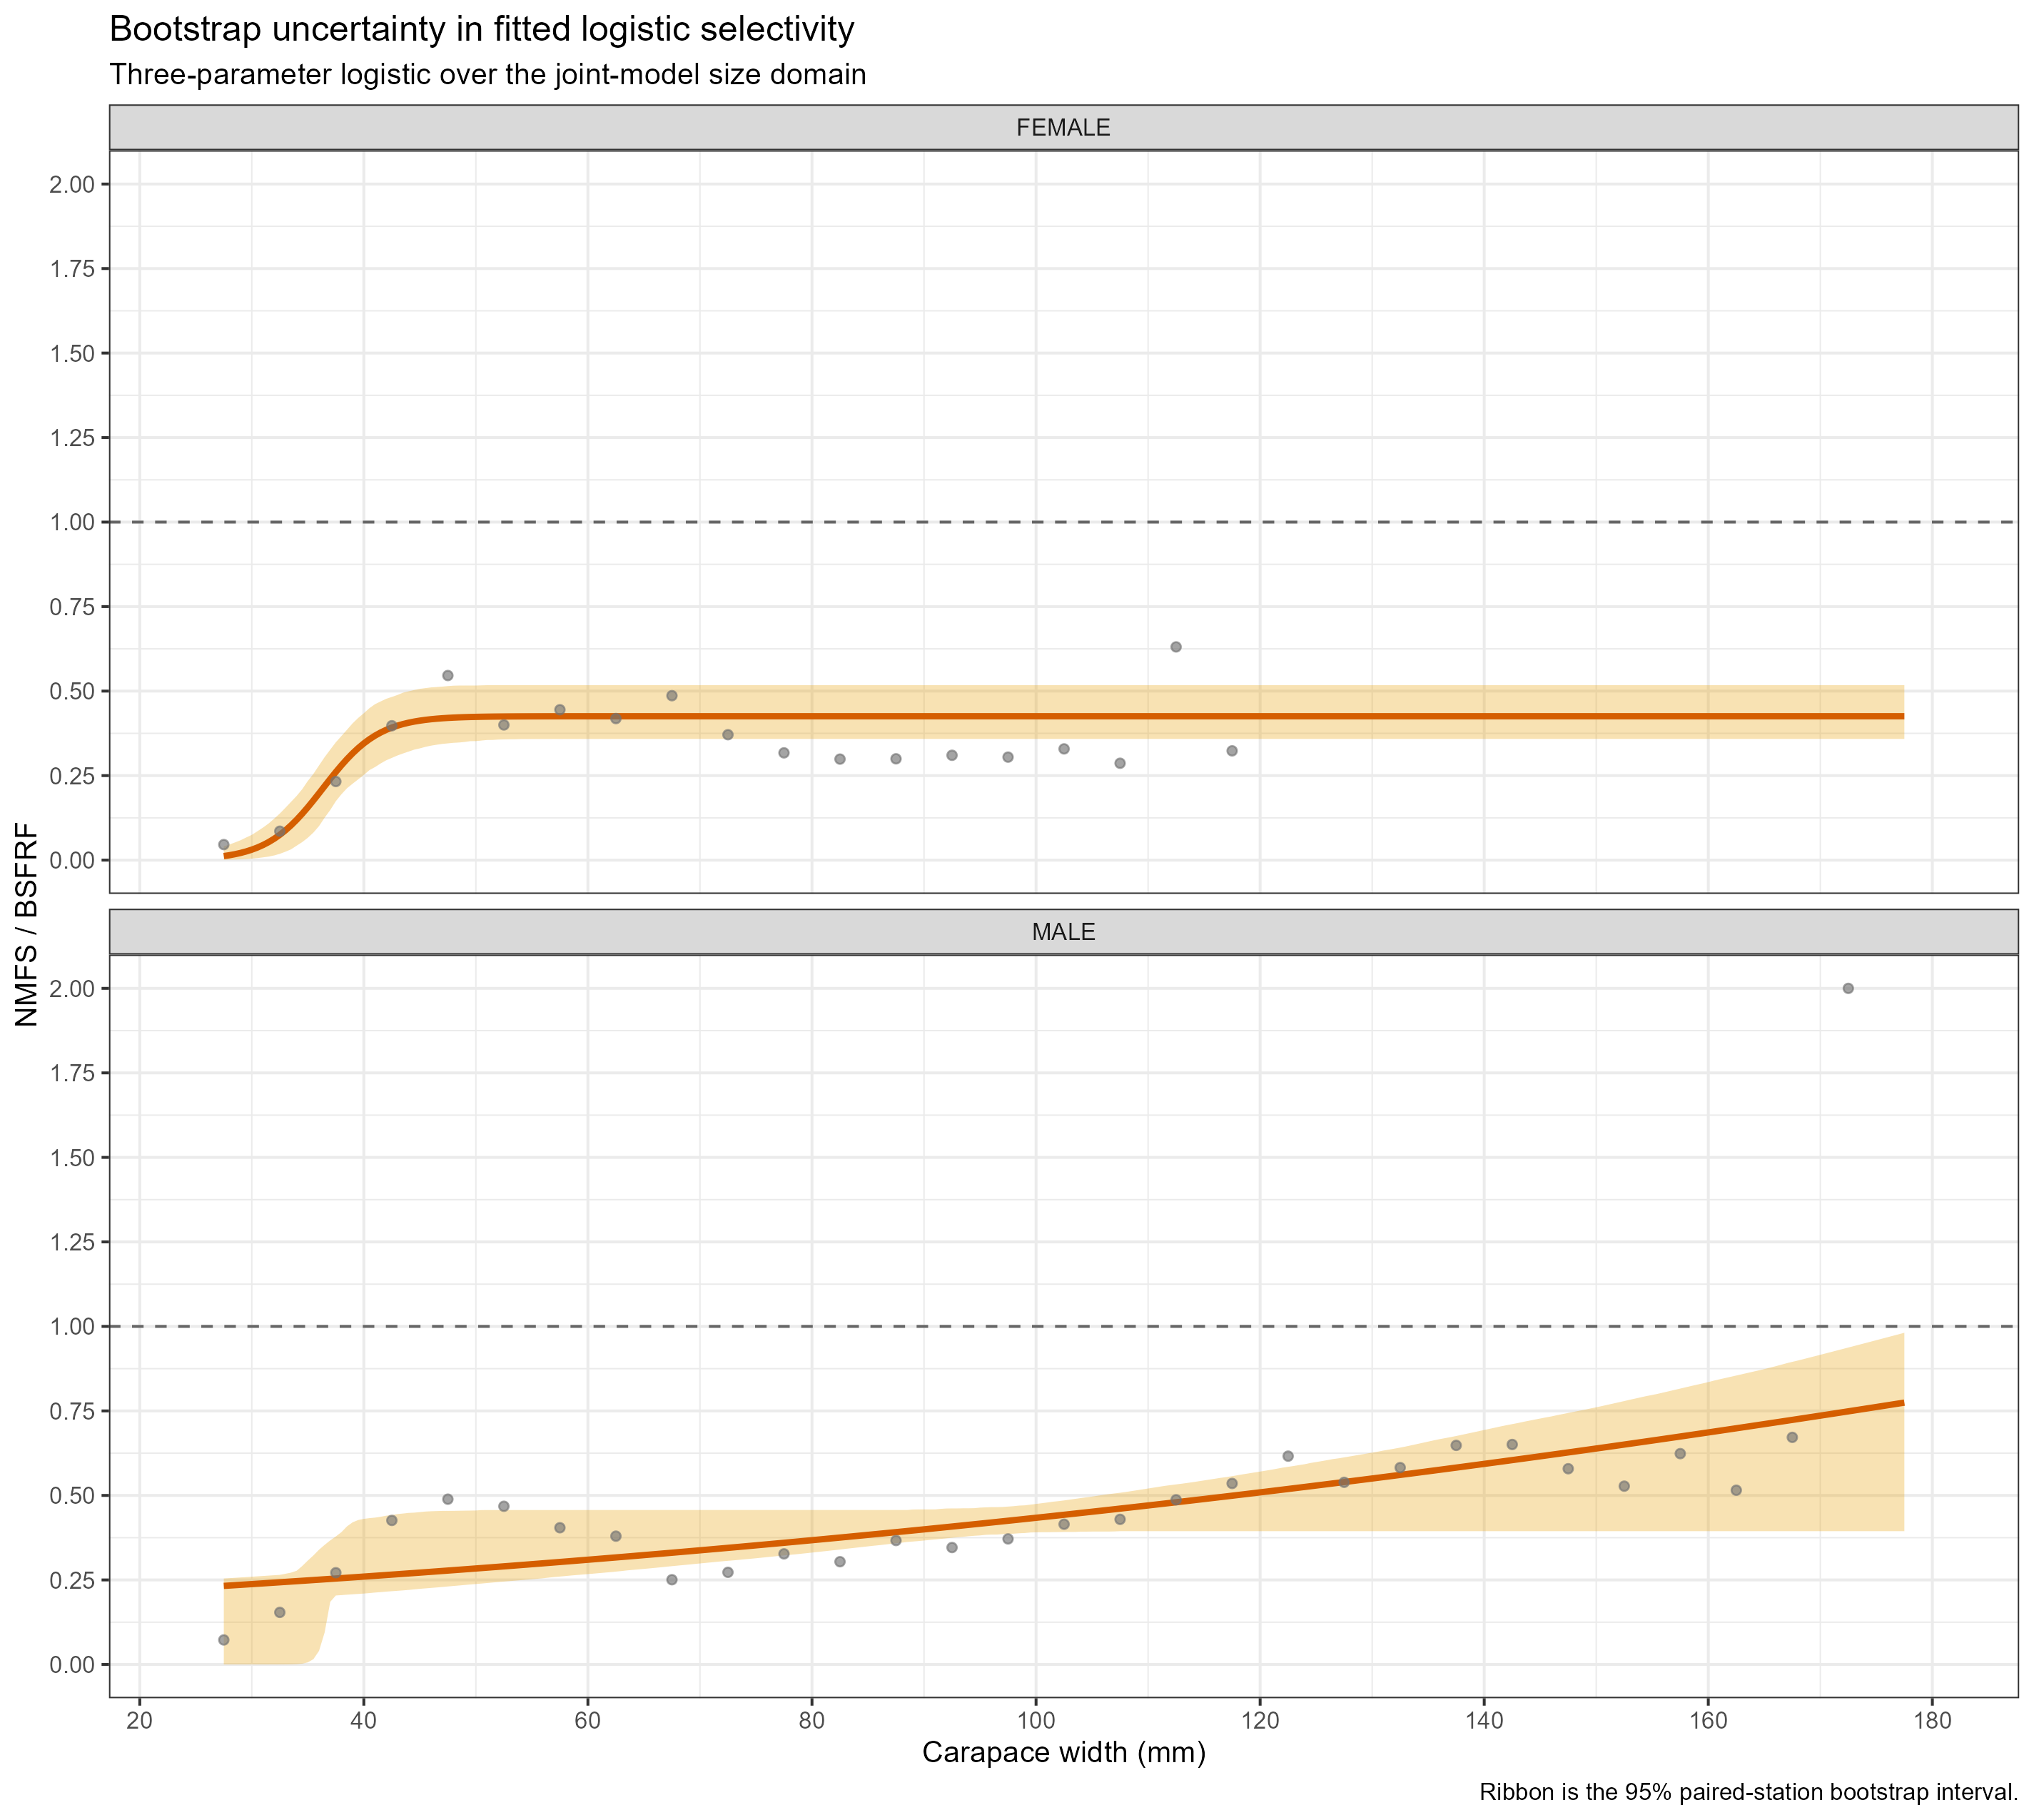 Bootstrap uncertainty in fitted logistic selectivity
Three-parameter logistic over the joint-model size domain
FEMALE
2.00
1.75
1.50
1.25
1.00
0.75
0.50
0.25
0.00
NMFS / BSFRF
MALE
2.00
1.75
1.50
1.25
1.00
0.75
0.50
0.25
0.00
20 40 60 80 100 120 140 160 180
Carapace width (mm)
Ribbon is the 95% paired-station bootstrap interval.